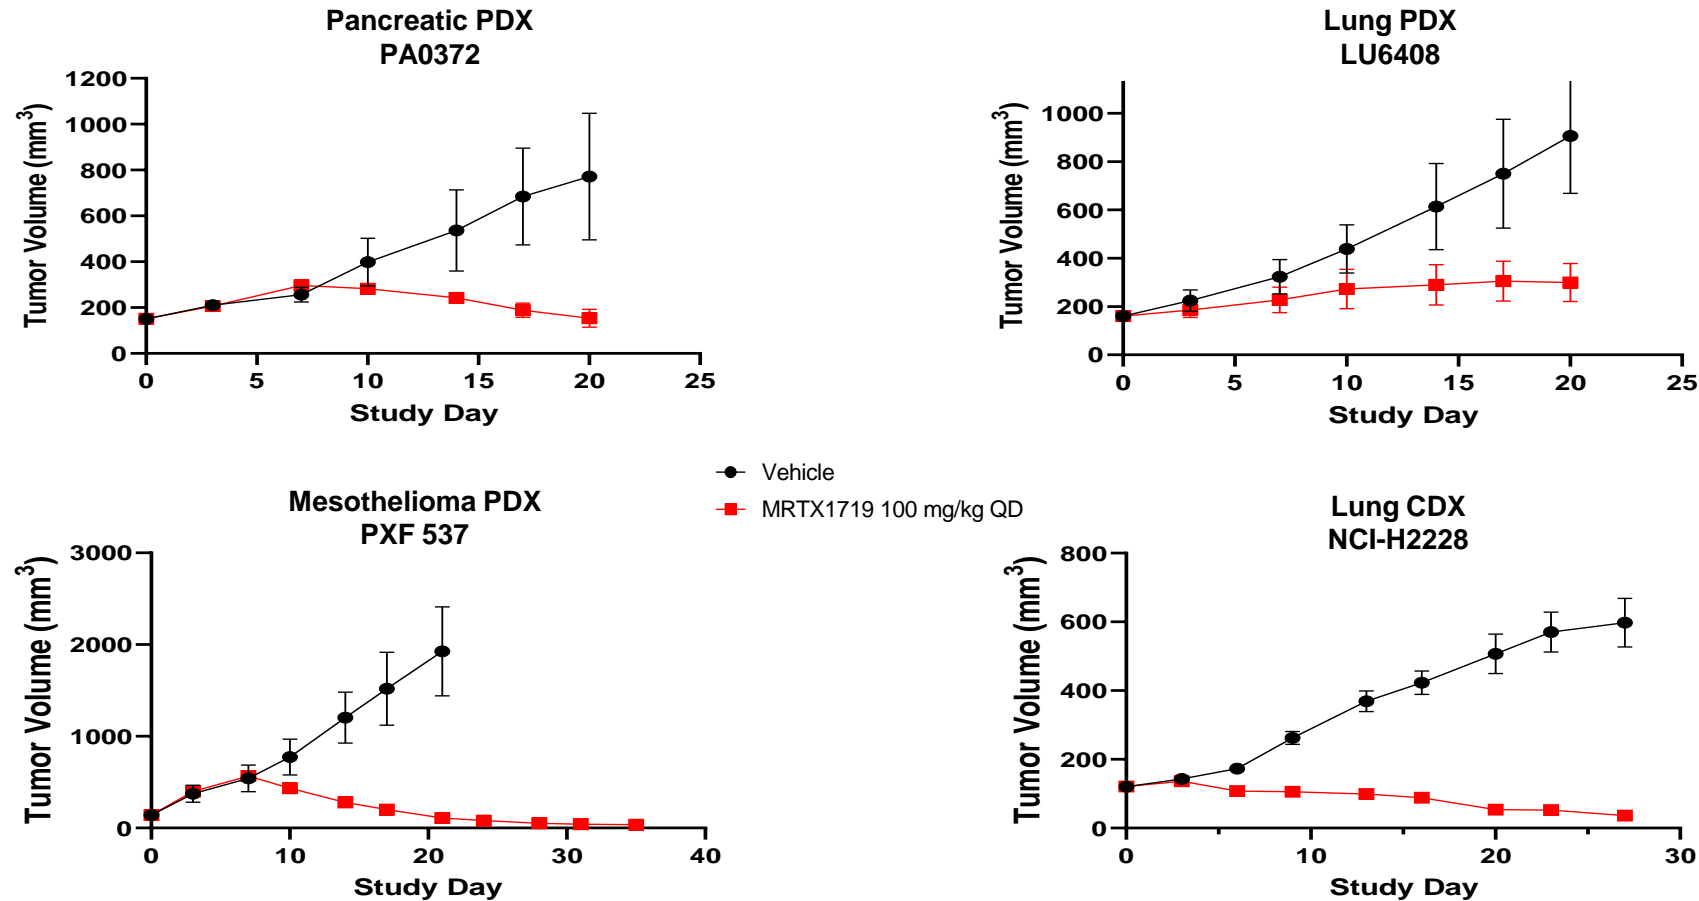 Pancreatic PDX
PA0372
Tumor Volume (mm³)
1200
1000
800
600
400
200
0
0 5 10 15 20 25
Study Day
Lung PDX
LU6408
Tumor Volume (mm³)
1000
800
600
400
200
0
0 5 10 15 20 25
Study Day
Vehicle
MRTX1719 100 mg/kg QD
Mesothelioma PDX
PXF 537
Tumor Volume (mm³)
3000
2000
1000
0
0 10 20 30 40
Study Day
Lung CDX
NCI-H2228
Tumor Volume (mm³)
800
600
400
200
0
0 10 20 30
Study Day